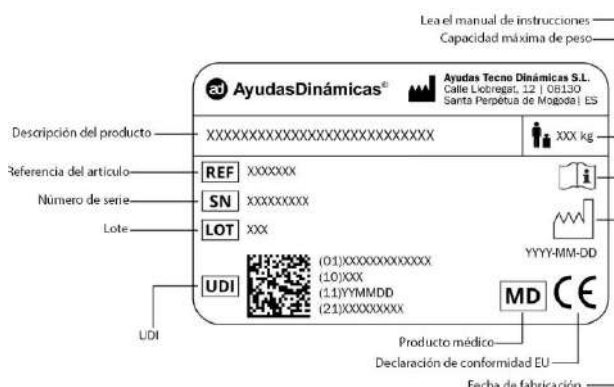 Lea el manual de instrucciones
Capacidad máxima de peso
ad AyudasDinámicas®
Ayudas Tecno Dinámicas S.L.
Calle Llobregat, 12 | 08130
Santa Perpètua de Mogoda| ES
Descripción del producto
XXXXXXXXXXXXXXXXXXXXXXXXXXX
XXX kg
Referencia del artículo
REF XXXXXXX
Número de serie
SN XXXXXXXXX
Lote
LOT XXX
YYYY-MM-DD
UDI
(01)XXXXXXXXXXXXX
(10)XXX
(11)YYMMDD
(21)XXXXXXXXX
MD CE
UDI
Producto médico
Declaración de conformidad EU
Fecha de fabricación